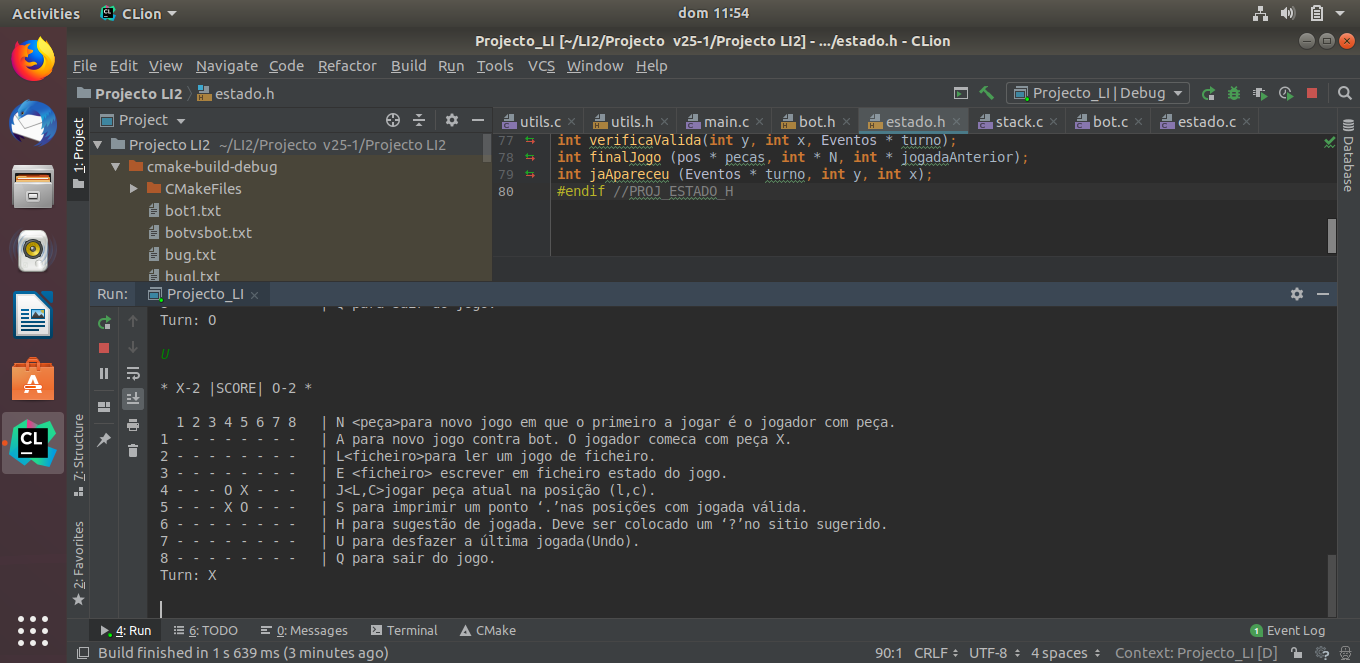 Activities CLion dom 11:54
Projecto_LI [~/LI2/Projecto v25-1/Projecto LI2] - .../estado.h - CLion
File Edit View Navigate Code Refactor Build Run Tools VCS Window Help
Projecto LI2 estado.h Projecto_LI | Debug
Project utils.c utils.h main.c bot.h estado.h stack.c bot.c estado.c
1: Project
Projecto LI2 ~/LI2/Projecto v25-1/Projecto LI2
cmake-build-debug
CMakeFiles
bot1.txt
botvsbot.txt
bug.txt
bugl.txt
77 int verificaValida(int y, int x, Eventos * turno);
78 int finalJogo (pos * pecas, int * N, int * jogadaAnterior);
79 int jaApareceu (Eventos * turno, int y, int x);
80 #endif //PROJ_ESTADO_H
Database
Run: Projecto_LI
| Q para sair do jogo.
Turn: O
U
* X-2 |SCORE| O-2 *
1 2 3 4 5 6 7 8 | N <peça>para novo jogo em que o primeiro a jogar é o jogador com peça.
1 - - - - - - - - | A para novo jogo contra bot. O jogador comeca com peça X.
2 - - - - - - - - | L<ficheiro>para ler um jogo de ficheiro.
3 - - - - - - - - | E <ficheiro> escrever em ficheiro estado do jogo.
4 - - - O X - - - | J<L,C>jogar peça atual na posição (l,c).
5 - - - X O - - - | S para imprimir um ponto ‘.’nas posições com jogada válida.
6 - - - - - - - - | H para sugestão de jogada. Deve ser colocado um ‘?’no sitio sugerido.
7 - - - - - - - - | U para desfazer a última jogada(Undo).
8 - - - - - - - - | Q para sair do jogo.
Turn: X
7: Structure
2: Favorites
4: Run 6: TODO 0: Messages Terminal CMake 1 Event Log
Build finished in 1 s 639 ms (3 minutes ago) 90:1 CRLF UTF-8 4 spaces Context: Projecto_LI [D]